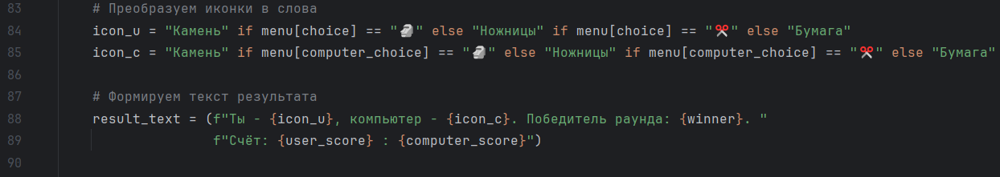 83 # Преобразуем иконки в слова
84 icon_u = "Камень" if menu[choice] == "🗿" else "Ножницы" if menu[choice] == "✂️" else "Бумага"
85 icon_c = "Камень" if menu[computer_choice] == "🗿" else "Ножницы" if menu[computer_choice] == "✂️" else "Бумага"
86
87 # Формируем текст результата
88 result_text = (f"Ты - {icon_u}, компьютер - {icon_c}. Победитель раунда: {winner}. "
89 f"Счёт: {user_score} : {computer_score}")
90